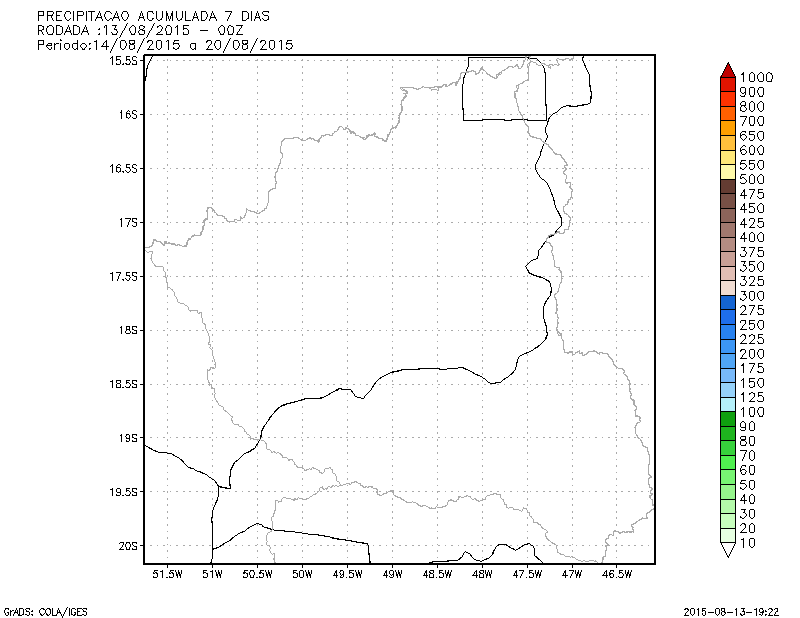 PRECIPITACAO ACUMULADA 7 DIAS
RODADA :13/08/2015 - 00Z
Periodo:14/08/2015 a 20/08/2015
15.5S
16S
16.5S
17S
17.5S
18S
18.5S
19S
19.5S
20S
51.5W 51W 50.5W 50W 49.5W 49W 48.5W 48W 47.5W 47W 46.5W
1000
900
800
700
650
600
550
500
475
450
425
400
375
350
325
300
275
250
225
200
175
150
125
100
90
80
70
60
50
40
30
20
10
GrADS: COLA/IGES 2015-08-13-19:22